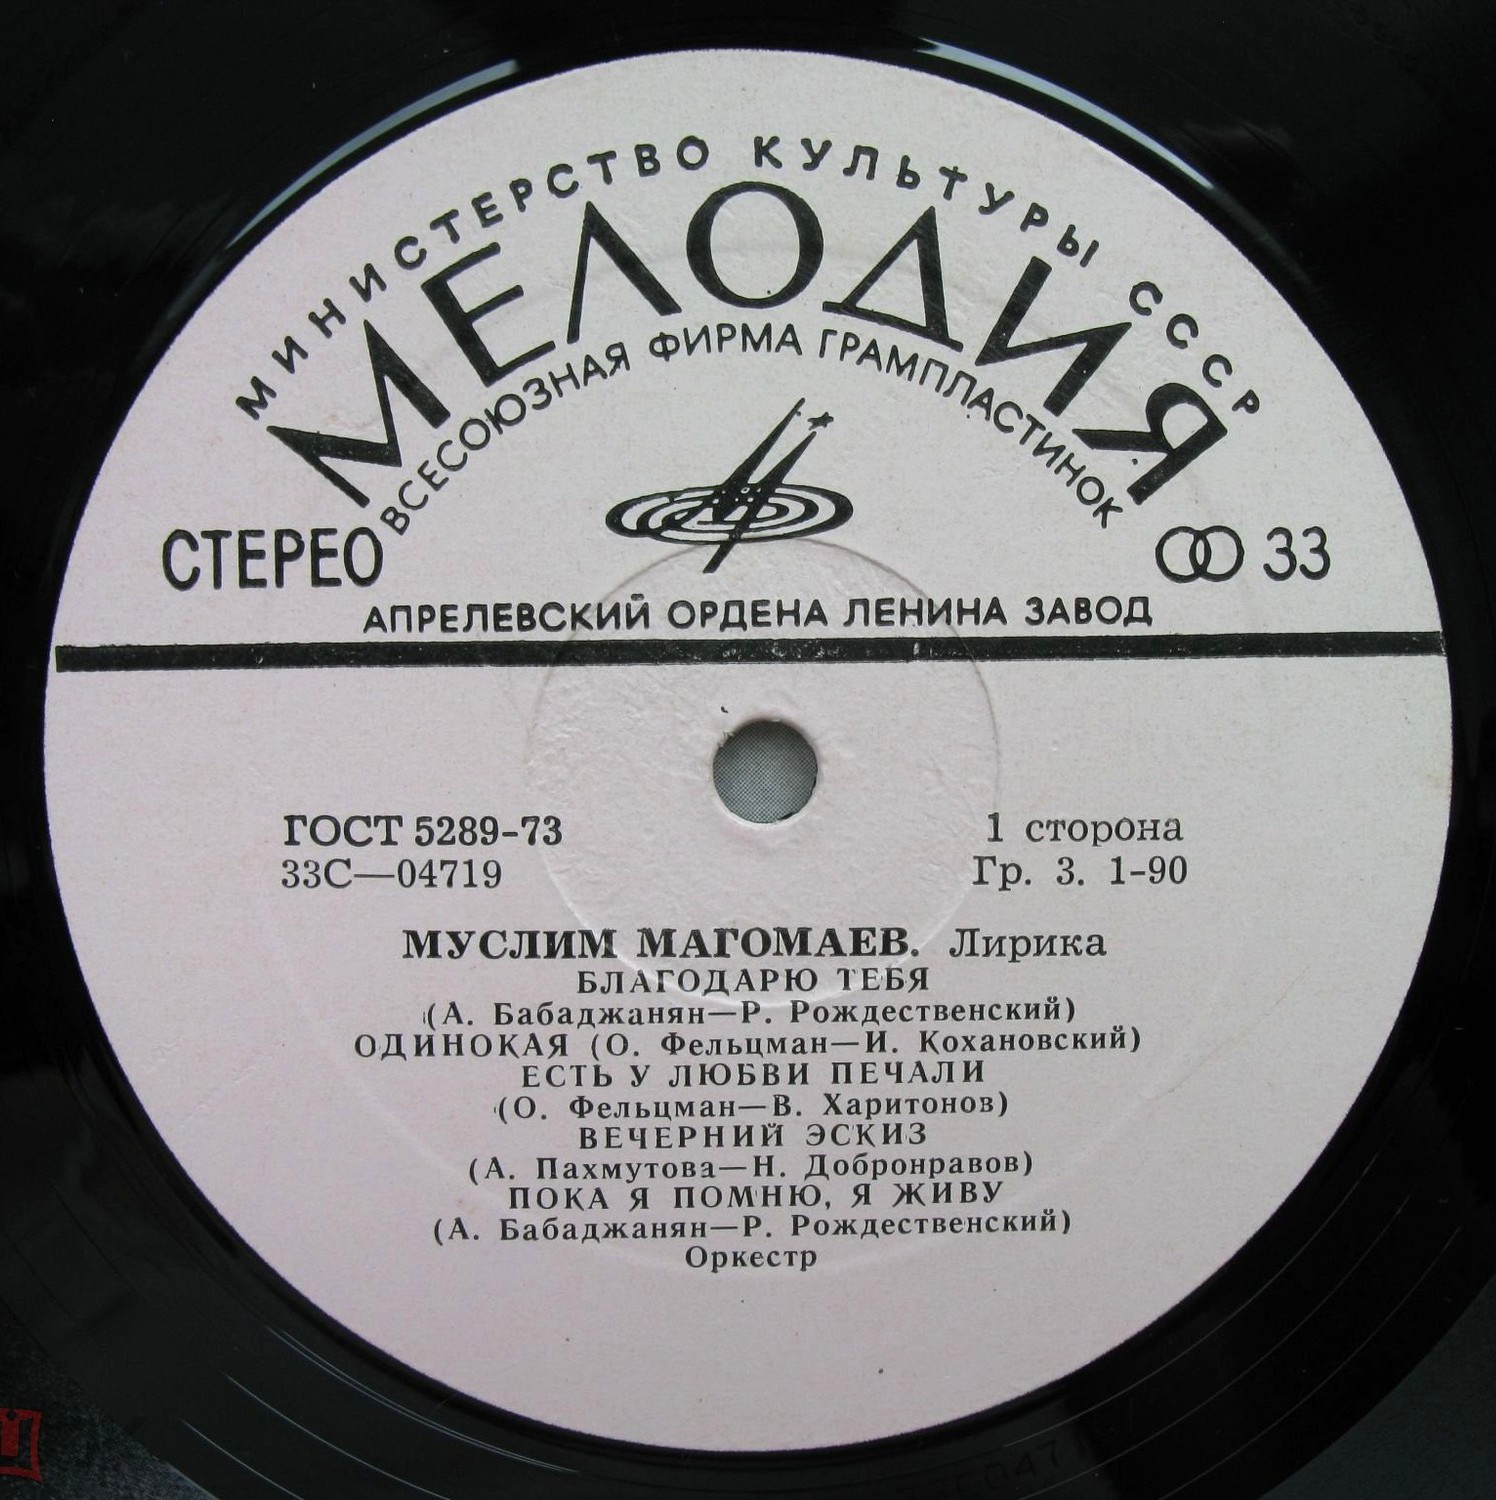 МИНИСТЕРСТВО КУЛЬТУРЫ СССР
МЕЛОДИЯ
ВСЕСОЮЗНАЯ ФИРМА ГРАМПЛАСТИНОК
СТЕРЕО
33
АПРЕЛЕВСКИЙ ОРДЕНА ЛЕНИНА ЗАВОД
ГОСТ 5289-73
1 сторона
33С—04719
Гр. 3. 1-90
МУСЛИМ МАГОМАЕВ. Лирика
БЛАГОДАРЮ ТЕБЯ
(А. Бабаджанян—Р. Рождественский)
ОДИНОКАЯ (О. Фельцман—И. Кохановский)
ЕСТЬ У ЛЮБВИ ПЕЧАЛИ
(О. Фельцман—В. Харитонов)
ВЕЧЕРНИЙ ЭСКИЗ
(А. Пахмутова—Н. Добронравов)
ПОКА Я ПОМНЮ, Я ЖИВУ
(А. Бабаджанян—Р. Рождественский)
Оркестр